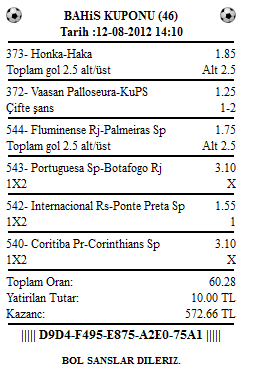 BAHiS KUPONU (46)
Tarih :12-08-2012 14:10
373- Honka-Haka 1.85
Toplam gol 2.5 alt/üst Alt 2.5
372- Vaasan Palloseura-KuPS 1.25
Çifte şans 1-2
544- Fluminense Rj-Palmeiras Sp 1.75
Toplam gol 2.5 alt/üst Alt 2.5
543- Portuguesa Sp-Botafogo Rj 3.10
1X2 X
542- Internacional Rs-Ponte Preta Sp 1.55
1X2 1
540- Coritiba Pr-Corinthians Sp 3.10
1X2 X
Toplam Oran: 60.28
Yatirilan Tutar: 10.00 TL
Kazanc: 572.66 TL
||||| D9D4-F495-E875-A2E0-75A1 |||||
BOL SANSLAR DILERIZ.